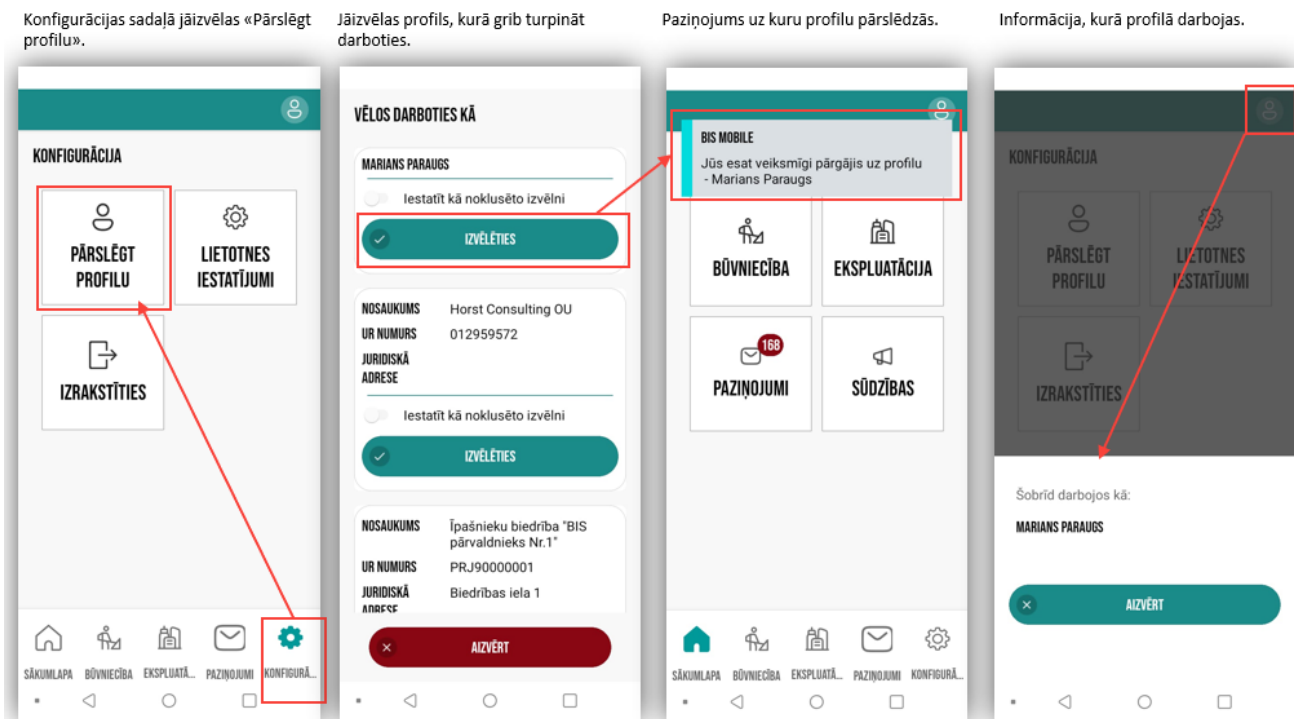 Konfigurācijas sadaļā jāizvēlas «Pārslēgt
profilu».
Jāizvēlas profils, kurā grib turpināt
darboties.
Paziņojums uz kuru profilu pārslēdzās.
Informācija, kurā profilā darbojas.
KONFIGURĀCIJA
PĀRSLĒGT
PROFILU
LIETOTNES
IESTATĪJUMI
IZRAKSTĪTIES
SĀKUMLAPA
BŪVNIECĪBA
EKSPLUATĀ...
PAZIŅOJUMI
KONFIGURĀ...
VĒLOS DARBOTIES KĀ
MARIANS PARAUGS
Iestatīt kā noklusēto izvēlni
IZVĒLĒTIES
NOSAUKUMS Horst Consulting OU
UR NUMURS 012959572
JURIDISKĀ
ADRESE
Iestatīt kā noklusēto izvēlni
IZVĒLĒTIES
NOSAUKUMS Īpašnieku biedrība "BIS
pārvaldnieks Nr.1"
UR NUMURS PRJ90000001
JURIDISKĀ Biedrības iela 1
ADRESE
AIZVĒRT
BIS MOBILE
Jūs esat veiksmīgi pārgājis uz profilu
- Marians Paraugs
BŪVNIECĪBA
EKSPLUATĀCIJA
168
PAZIŅOJUMI
SŪDZĪBAS
SĀKUMLAPA
BŪVNIECĪBA
EKSPLUATĀ...
PAZIŅOJUMI
KONFIGURĀ...
KONFIGURĀCIJA
PĀRSLĒGT
PROFILU
LIETOTNES
IESTATĪJUMI
IZRAKSTĪTIES
Šobrīd darbojos kā:
MARIANS PARAUGS
AIZVĒRT